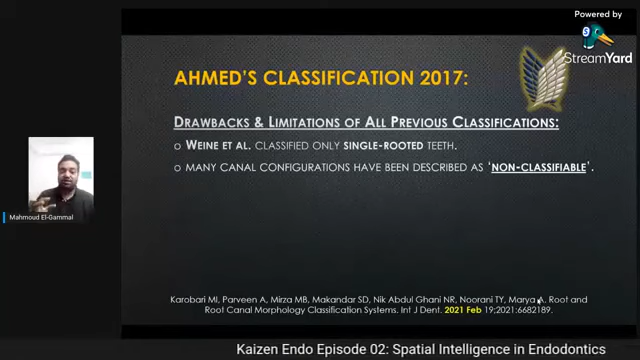 Powered by
S
StreamYard
AHMED'S CLASSIFICATION 2017:
DRAWBACKS & LIMITATIONS OF ALL PREVIOUS CLASSIFICATIONS:
o WEINE ET AL. CLASSIFIED ONLY SINGLE-ROOTED TEETH.
o MANY CANAL CONFIGURATIONS HAVE BEEN DESCRIBED AS 'NON-CLASSIFIABLE'.
Mahmoud El-Gammal
Karobari MI, Parveen A, Mirza MB, Makandar SD, Nik Abdul Ghani NR, Noorani TY, Marya A. Root and
Root Canal Morphology Classification Systems. Int J Dent. 2021 Feb 19;2021:6682189.
Kaizen Endo Episode 02: Spatial Intelligence in Endodontics